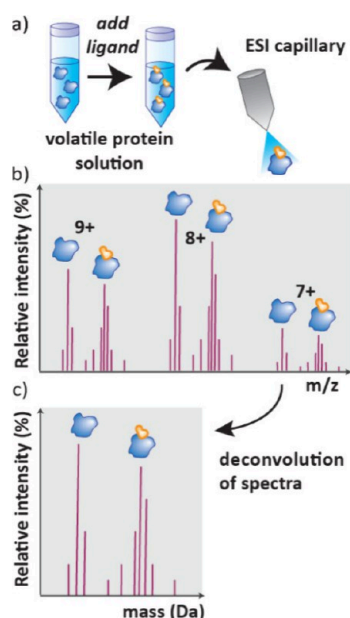 a)
add
ligand
ESI capillary
volatile protein
solution
b)
Relative intensity (%)
9+
8+
7+
m/z
c)
Relative intensity (%)
deconvolution
of spectra
mass (Da)